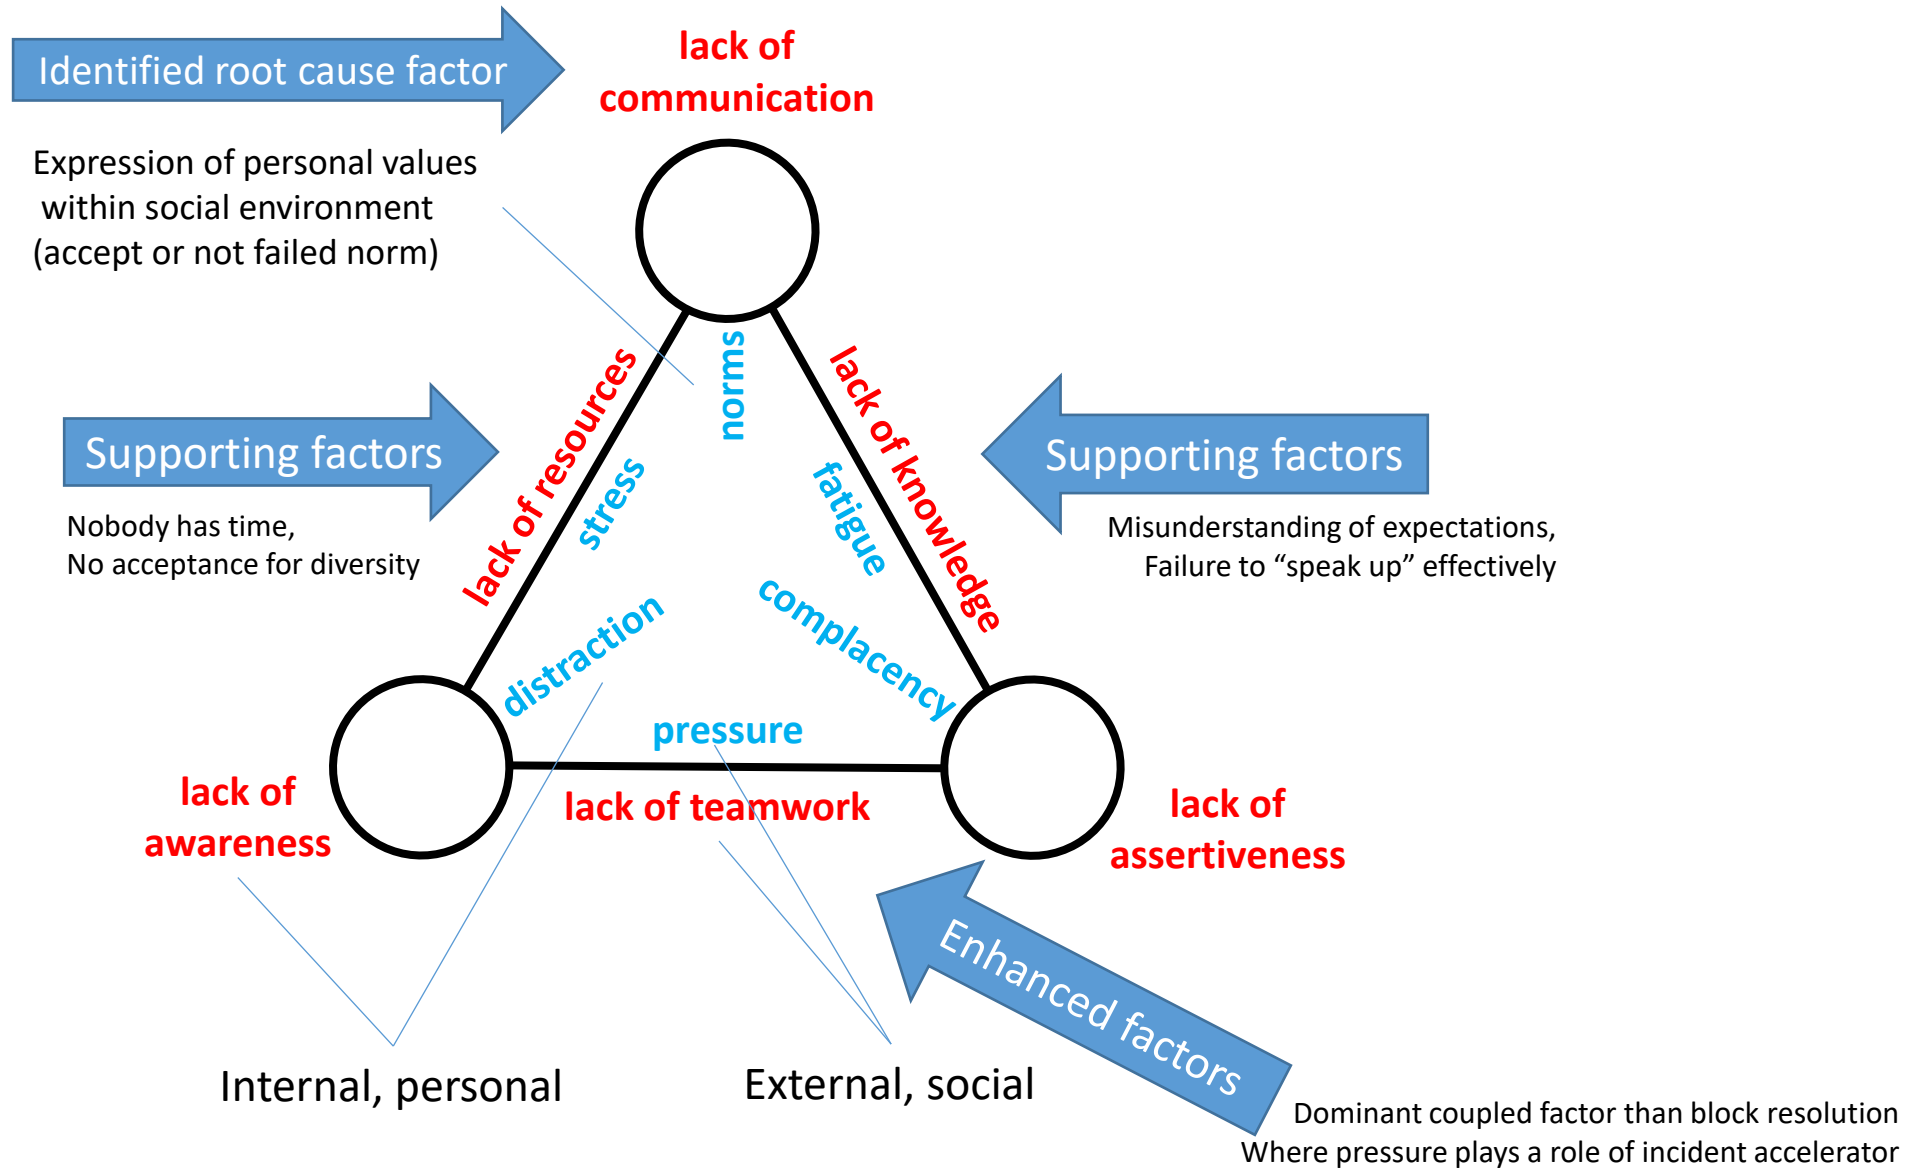 Identified root cause factor
lack of
communication
Expression of personal values
within social environment
(accept or not failed norm)
norms
lack of resources
stress
lack of knowledge
fatigue
Supporting factors
Nobody has time,
No acceptance for diversity
Supporting factors
Misunderstanding of expectations,
Failure to “speak up” effectively
distraction
complacency
pressure
lack of teamwork
lack of
awareness
lack of
assertiveness
Enhanced factors
Internal, personal
External, social
Dominant coupled factor than block resolution
Where pressure plays a role of incident accelerator